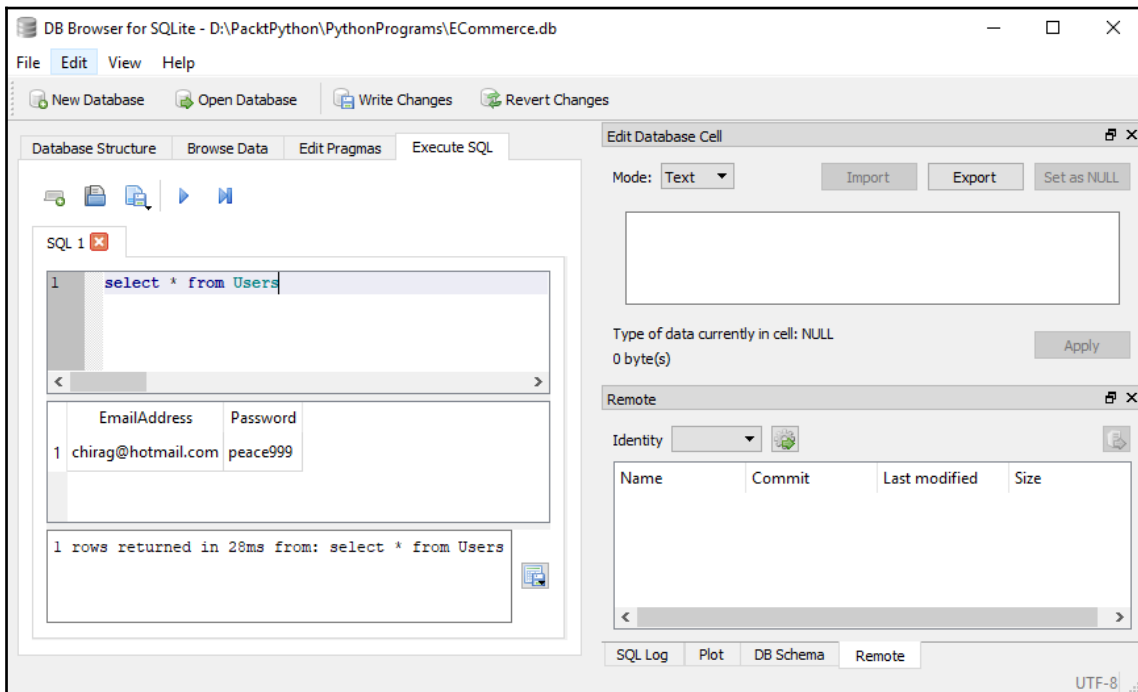 DB Browser for SQLite - D:\PacktPython\PythonPrograms\ECommerce.db
File Edit View Help
New Database Open Database Write Changes Revert Changes
Database Structure Browse Data Edit Pragmas Execute SQL
SQL 1
1 select * from Users
EmailAddress Password
1 chirag@hotmail.com peace999
1 rows returned in 28ms from: select * from Users
Edit Database Cell
Mode: Text Import Export Set as NULL
Type of data currently in cell: NULL
0 byte(s)
Apply
Remote
Identity
Name Commit Last modified Size
SQL Log Plot DB Schema Remote
UTF-8